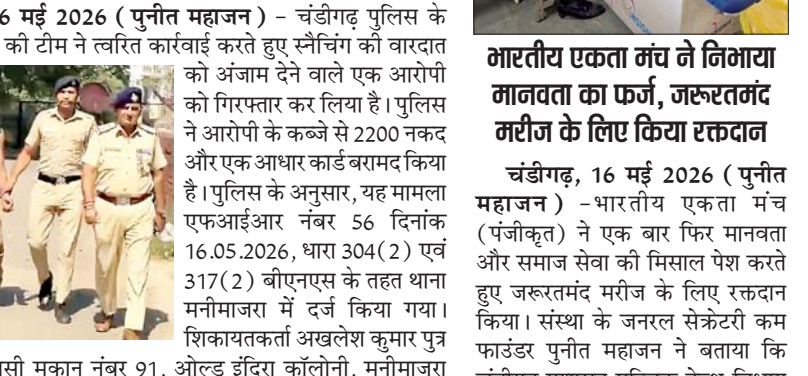 6 मई 2026 ( पुनीत महाजन ) – चंडीगढ़ पुलिस के
की टीम ने त्वरित कार्रवाई करते हुए स्नैचिंग की वारदात
को अंजाम देने वाले एक आरोपी
को गिरफ्तार कर लिया है। पुलिस
ने आरोपी के कब्जे से 2200 नकद
और एक आधार कार्ड बरामद किया
है। पुलिस के अनुसार, यह मामला
एफआईआर नंबर 56 दिनांक
16.05.2026, धारा 304(2) एवं
317(2) बीएनएस के तहत थाना
मनीमाजरा में दर्ज किया गया।
शिकायतकर्ता अखलेश कुमार पुत्र
मकान नंबर 91, ओल्ड इंदिरा कॉलोनी, मनीमाजरा
भारतीय एकता मंच ने निभाया
मानवता का फर्ज, जरूरतमंद
मरीज के लिए किया रक्तदान
चंडीगढ़, 16 मई 2026 ( पुनीत
महाजन ) –भारतीय एकता मंच
(पंजीकृत) ने एक बार फिर मानवता
और समाज सेवा की मिसाल पेश करते
हुए जरूरतमंद मरीज के लिए रक्तदान
किया। संस्था के जनरल सेक्रेटरी कम
फाउंडर पुनीत महाजन ने बताया कि